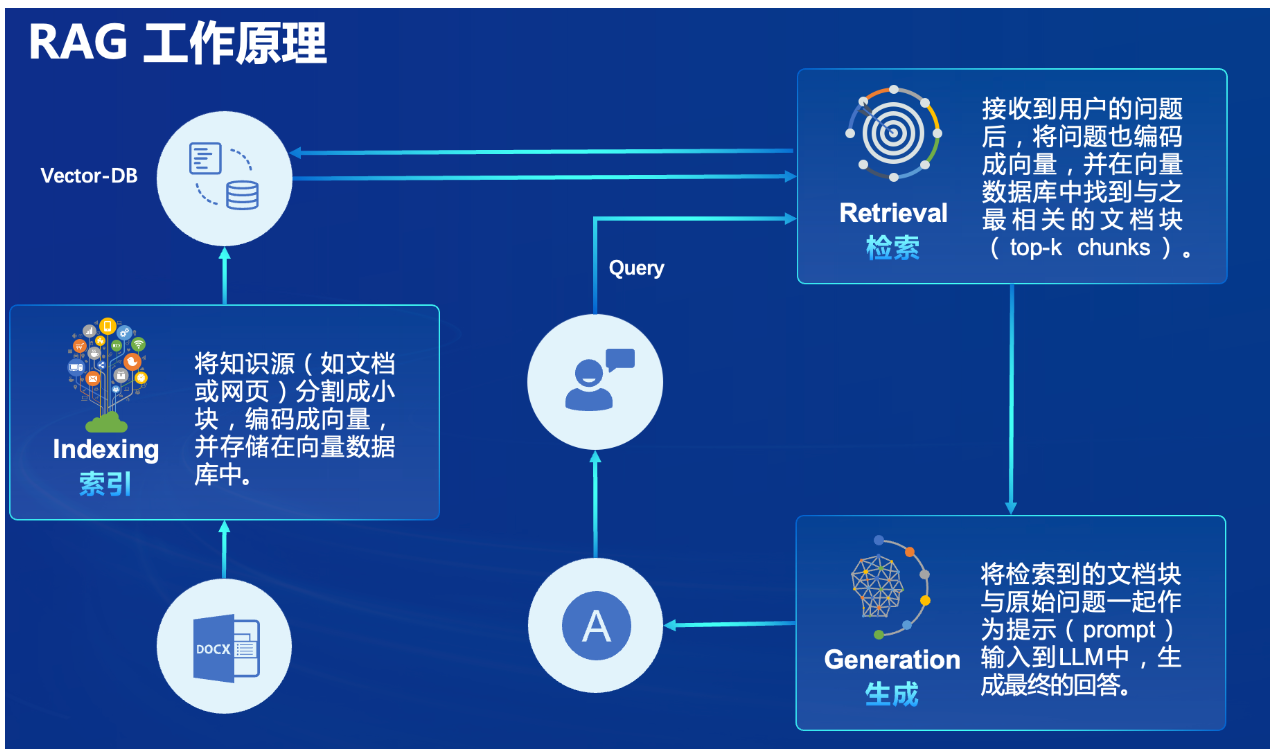 RAG 工作原理
Vector-DB
Retrieval
检索
接收到用户的问题
后，将问题也编码
成向量，并在向量
数据库中找到与之
最相关的文档块
（top-k chunks）。
Query
Indexing
索引
将知识源（如文档
或网页）分割成小
块，编码成向量，
并存储在向量数据
库中。
DOCX
A
Generation
生成
将检索到的文档块
与原始问题一起作
为提示（prompt）
输入到LLM中，生
成最终的回答。